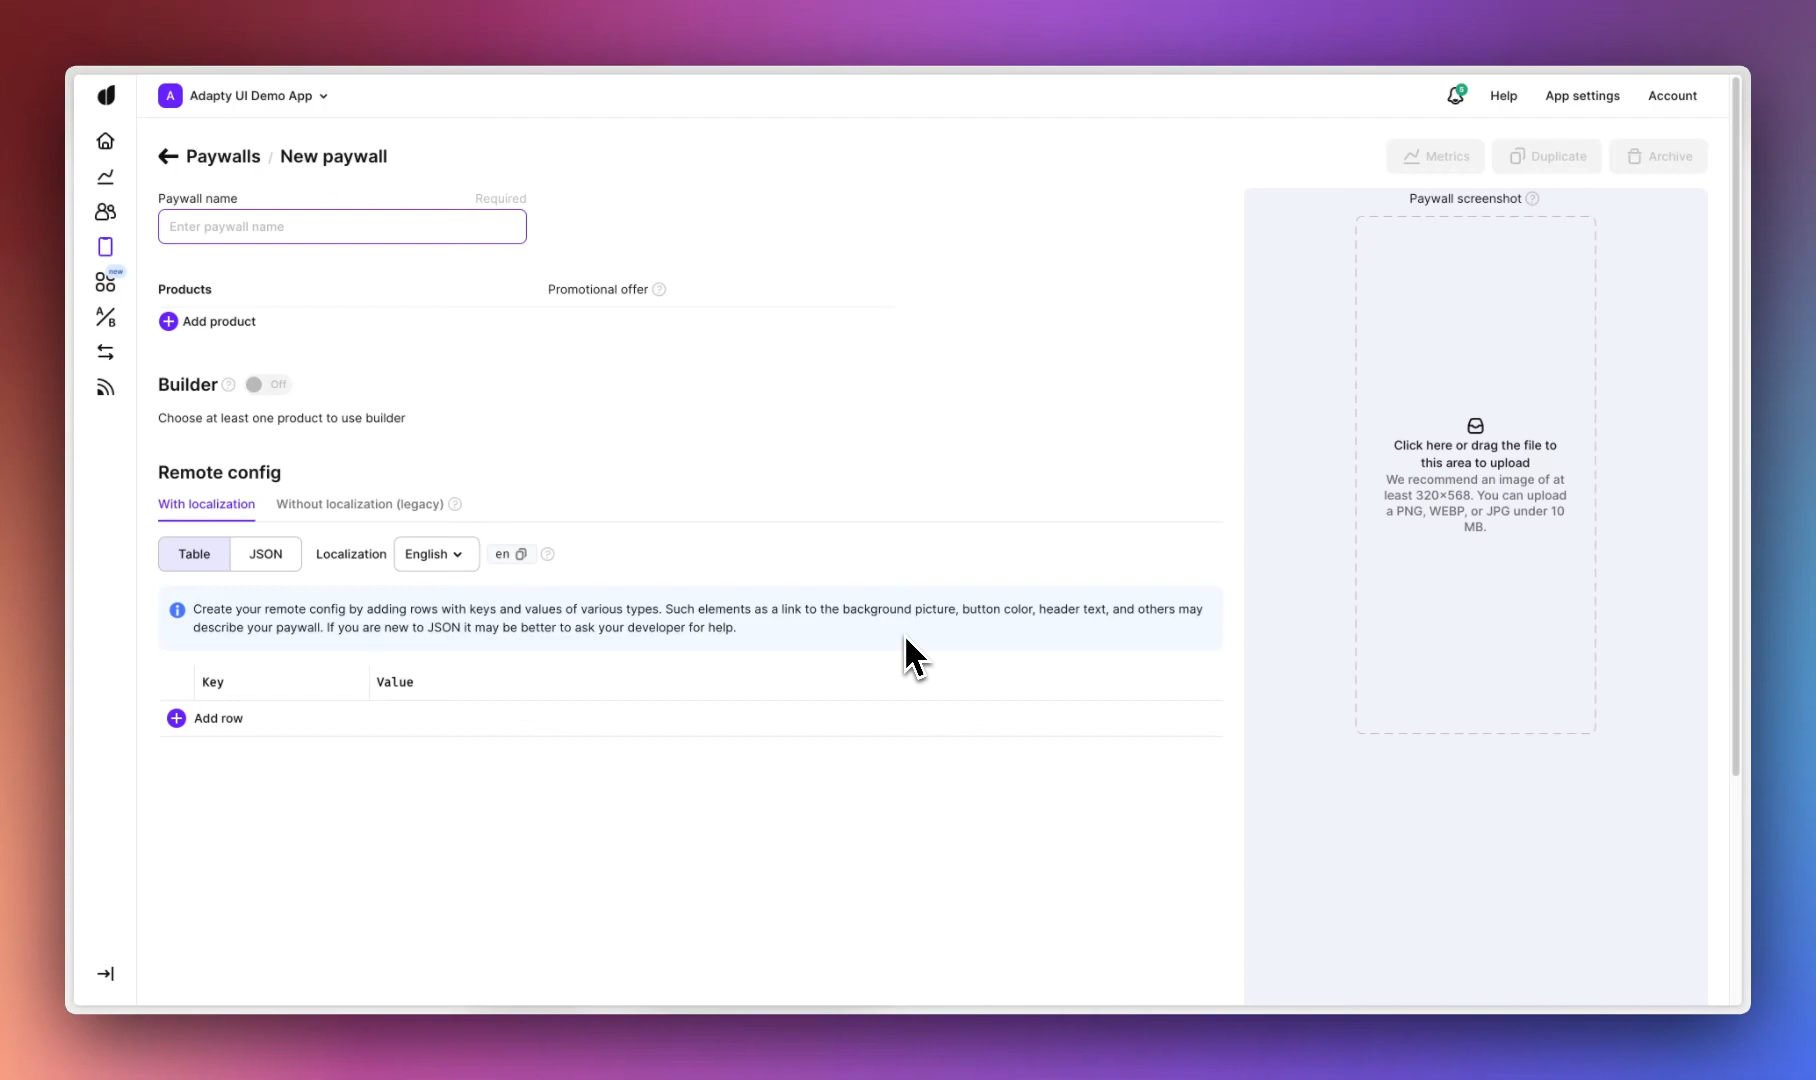 A Adapty UI Demo App
5
Help App settings Account
Paywalls / New paywall
Metrics Duplicate Archive
Paywall name Required
Enter paywall name
Products Promotional offer ?
Add product
Builder ? Off
Choose at least one product to use builder
Remote config
With localization Without localization (legacy) ?
Table JSON Localization English en ?
Create your remote config by adding rows with keys and values of various types. Such elements as a link to the background picture, button color, header text, and others may
describe your paywall. If you are new to JSON it may be better to ask your developer for help.
Key Value
Add row
new
A/B
Paywall screenshot ?
Click here or drag the file to
this area to upload
We recommend an image of at
least 320×568. You can upload
a PNG, WEBP, or JPG under 10
MB.